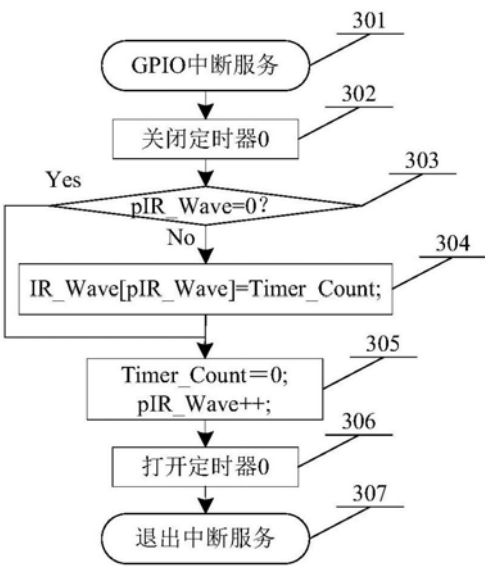 301
GPIO中断服务
302
关闭定时器0
303
Yes
pIR_Wave=0?
No
304
IR_Wave[pIR_Wave]=Timer_Count;
305
Timer_Count=0;
pIR_Wave++;
306
打开定时器0
307
退出中断服务